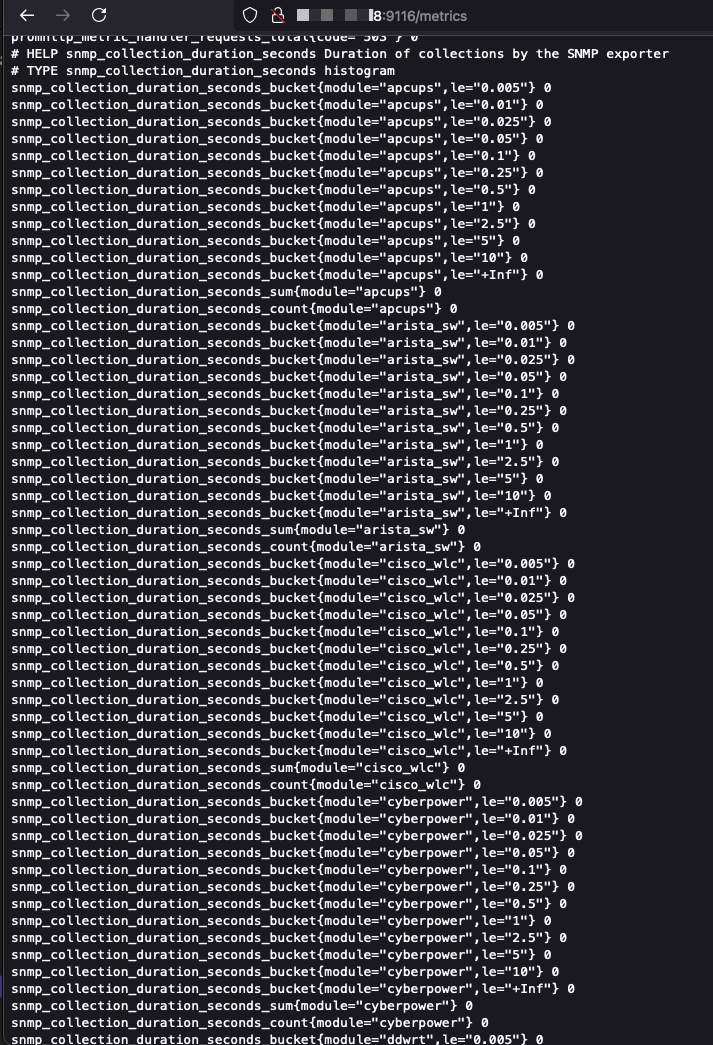 8:9116/metrics
promhttp_metric_handler_requests_total{code="503"} 0
# HELP snmp_collection_duration_seconds Duration of collections by the SNMP exporter
# TYPE snmp_collection_duration_seconds histogram
snmp_collection_duration_seconds_bucket{module="apcups",le="0.005"} 0
snmp_collection_duration_seconds_bucket{module="apcups",le="0.01"} 0
snmp_collection_duration_seconds_bucket{module="apcups",le="0.025"} 0
snmp_collection_duration_seconds_bucket{module="apcups",le="0.05"} 0
snmp_collection_duration_seconds_bucket{module="apcups",le="0.1"} 0
snmp_collection_duration_seconds_bucket{module="apcups",le="0.25"} 0
snmp_collection_duration_seconds_bucket{module="apcups",le="0.5"} 0
snmp_collection_duration_seconds_bucket{module="apcups",le="1"} 0
snmp_collection_duration_seconds_bucket{module="apcups",le="2.5"} 0
snmp_collection_duration_seconds_bucket{module="apcups",le="5"} 0
snmp_collection_duration_seconds_bucket{module="apcups",le="10"} 0
snmp_collection_duration_seconds_bucket{module="apcups",le="+Inf"} 0
snmp_collection_duration_seconds_sum{module="apcups"} 0
snmp_collection_duration_seconds_count{module="apcups"} 0
snmp_collection_duration_seconds_bucket{module="arista_sw",le="0.005"} 0
snmp_collection_duration_seconds_bucket{module="arista_sw",le="0.01"} 0
snmp_collection_duration_seconds_bucket{module="arista_sw",le="0.025"} 0
snmp_collection_duration_seconds_bucket{module="arista_sw",le="0.05"} 0
snmp_collection_duration_seconds_bucket{module="arista_sw",le="0.1"} 0
snmp_collection_duration_seconds_bucket{module="arista_sw",le="0.25"} 0
snmp_collection_duration_seconds_bucket{module="arista_sw",le="0.5"} 0
snmp_collection_duration_seconds_bucket{module="arista_sw",le="1"} 0
snmp_collection_duration_seconds_bucket{module="arista_sw",le="2.5"} 0
snmp_collection_duration_seconds_bucket{module="arista_sw",le="5"} 0
snmp_collection_duration_seconds_bucket{module="arista_sw",le="10"} 0
snmp_collection_duration_seconds_bucket{module="arista_sw",le="+Inf"} 0
snmp_collection_duration_seconds_sum{module="arista_sw"} 0
snmp_collection_duration_seconds_count{module="arista_sw"} 0
snmp_collection_duration_seconds_bucket{module="cisco_wlc",le="0.005"} 0
snmp_collection_duration_seconds_bucket{module="cisco_wlc",le="0.01"} 0
snmp_collection_duration_seconds_bucket{module="cisco_wlc",le="0.025"} 0
snmp_collection_duration_seconds_bucket{module="cisco_wlc",le="0.05"} 0
snmp_collection_duration_seconds_bucket{module="cisco_wlc",le="0.1"} 0
snmp_collection_duration_seconds_bucket{module="cisco_wlc",le="0.25"} 0
snmp_collection_duration_seconds_bucket{module="cisco_wlc",le="0.5"} 0
snmp_collection_duration_seconds_bucket{module="cisco_wlc",le="1"} 0
snmp_collection_duration_seconds_bucket{module="cisco_wlc",le="2.5"} 0
snmp_collection_duration_seconds_bucket{module="cisco_wlc",le="5"} 0
snmp_collection_duration_seconds_bucket{module="cisco_wlc",le="10"} 0
snmp_collection_duration_seconds_bucket{module="cisco_wlc",le="+Inf"} 0
snmp_collection_duration_seconds_sum{module="cisco_wlc"} 0
snmp_collection_duration_seconds_count{module="cisco_wlc"} 0
snmp_collection_duration_seconds_bucket{module="cyberpower",le="0.005"} 0
snmp_collection_duration_seconds_bucket{module="cyberpower",le="0.01"} 0
snmp_collection_duration_seconds_bucket{module="cyberpower",le="0.025"} 0
snmp_collection_duration_seconds_bucket{module="cyberpower",le="0.05"} 0
snmp_collection_duration_seconds_bucket{module="cyberpower",le="0.1"} 0
snmp_collection_duration_seconds_bucket{module="cyberpower",le="0.25"} 0
snmp_collection_duration_seconds_bucket{module="cyberpower",le="0.5"} 0
snmp_collection_duration_seconds_bucket{module="cyberpower",le="1"} 0
snmp_collection_duration_seconds_bucket{module="cyberpower",le="2.5"} 0
snmp_collection_duration_seconds_bucket{module="cyberpower",le="5"} 0
snmp_collection_duration_seconds_bucket{module="cyberpower",le="10"} 0
snmp_collection_duration_seconds_bucket{module="cyberpower",le="+Inf"} 0
snmp_collection_duration_seconds_sum{module="cyberpower"} 0
snmp_collection_duration_seconds_count{module="cyberpower"} 0
snmp_collection_duration_seconds_bucket{module="ddwrt",le="0.005"} 0